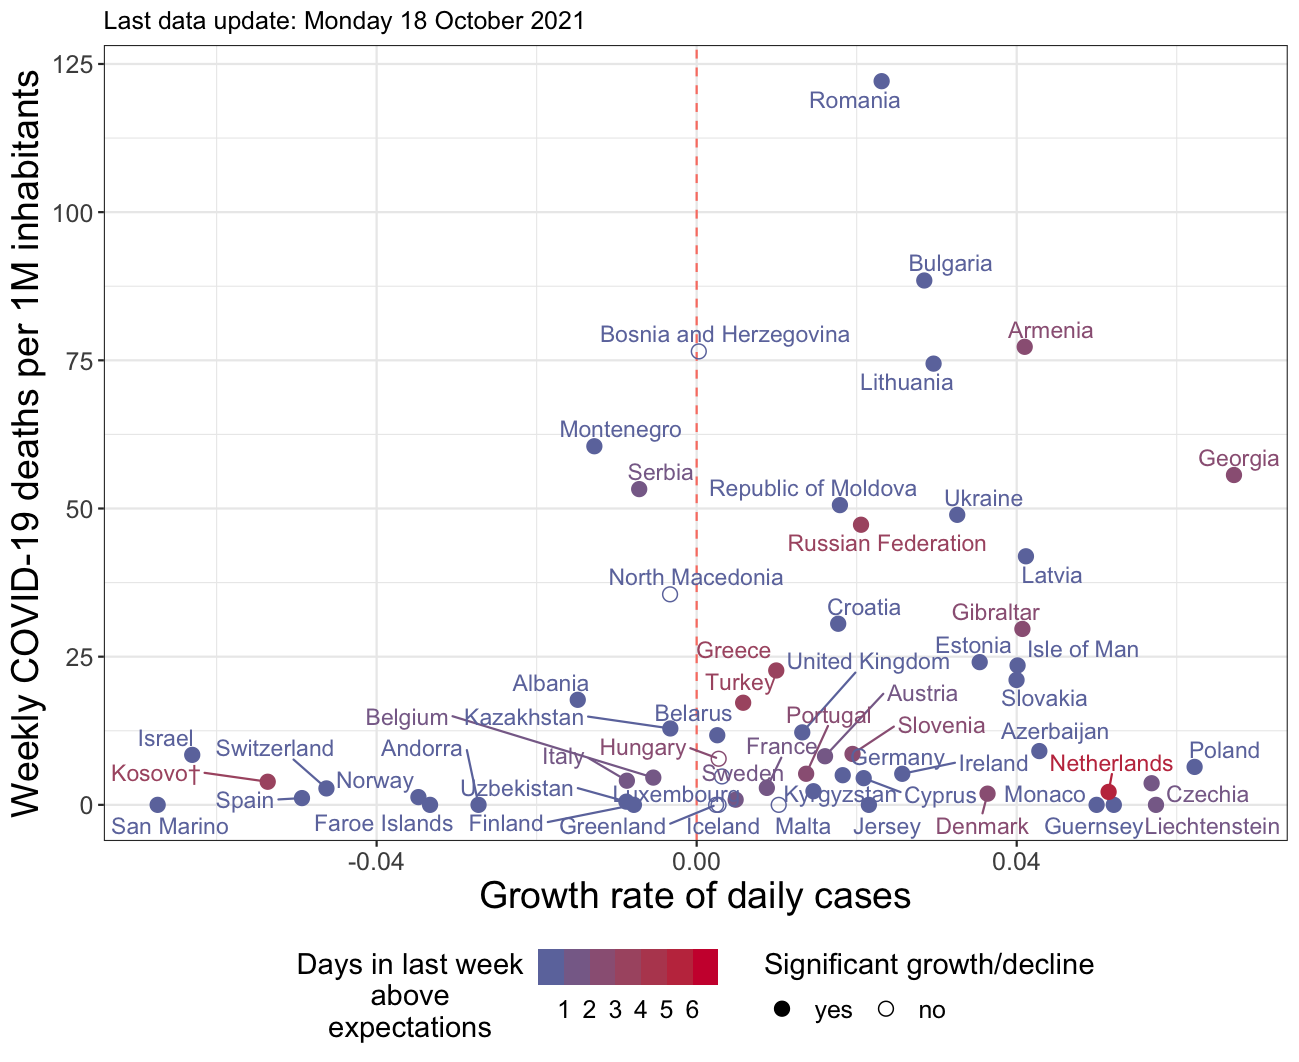 Last data update: Monday 18 October 2021
Weekly COVID-19 deaths per 1M inhabitants
125
100
75
50
25
0
Romania
Bulgaria
Armenia
Bosnia and Herzegovina
Lithuania
Montenegro
Georgia
Serbia
Republic of Moldova
Ukraine
Russian Federation
Latvia
North Macedonia
Croatia
Gibraltar
Greece
Estonia
Isle of Man
United Kingdom
Turkey
Albania
Austria
Slovakia
Belgium
Kazakhstan
Belarus
Portugal
Slovenia
Azerbaijan
Israel
Switzerland
Andorra
Italy
Hungary
France
Germany
Ireland
Netherlands
Poland
Kosovo†
Norway
Sweden
Spain
Uzbekistan
Luxembourg
Kyrgyzstan
Cyprus
Monaco
Czechia
San Marino
Faroe Islands
Finland
Greenland
Iceland
Malta
Jersey
Denmark
Guernsey
Liechtenstein
-0.04
0.00
0.04
Growth rate of daily cases
Days in last week
above
expectations
1 2 3 4 5 6
Significant growth/decline
yes
no